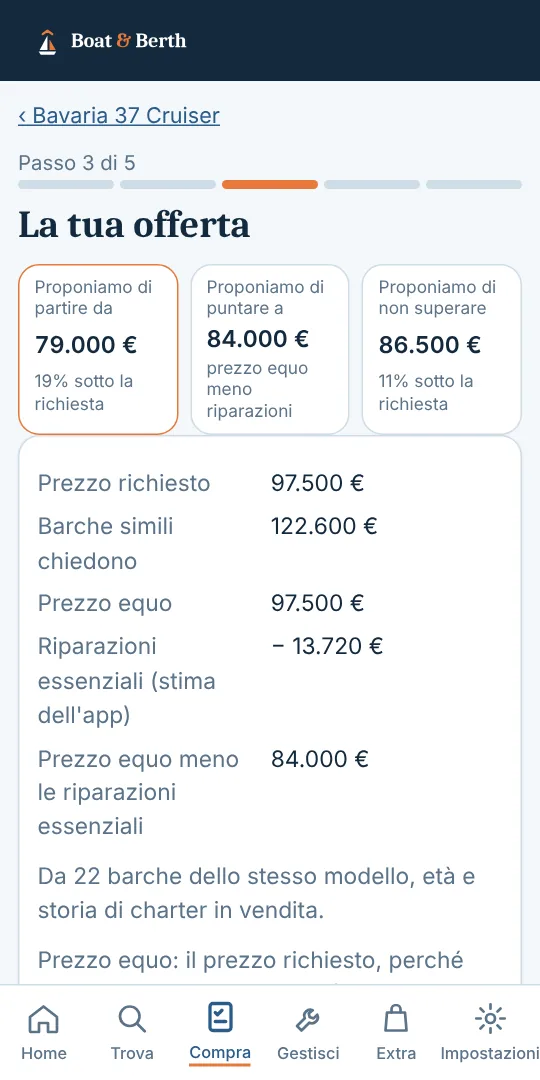 Boat & Berth
‹ Bavaria 37 Cruiser
Passo 3 di 5
La tua offerta
Proponiamo di
partire da
79.000 €
19% sotto la
richiesta
Proponiamo di
puntare a
84.000 €
prezzo equo
meno
riparazioni
Proponiamo di
non superare
86.500 €
11% sotto la
richiesta
Prezzo richiesto 97.500 €
Barche simili 122.600 €
chiedono
Prezzo equo 97.500 €
Riparazioni − 13.720 €
essenziali (stima
dell'app)
Prezzo equo meno 84.000 €
le riparazioni
essenziali
Da 22 barche dello stesso modello, età e
storia di charter in vendita.
Prezzo equo: il prezzo richiesto, perché
Home Trova Compra Gestisci Extra Impostazioni